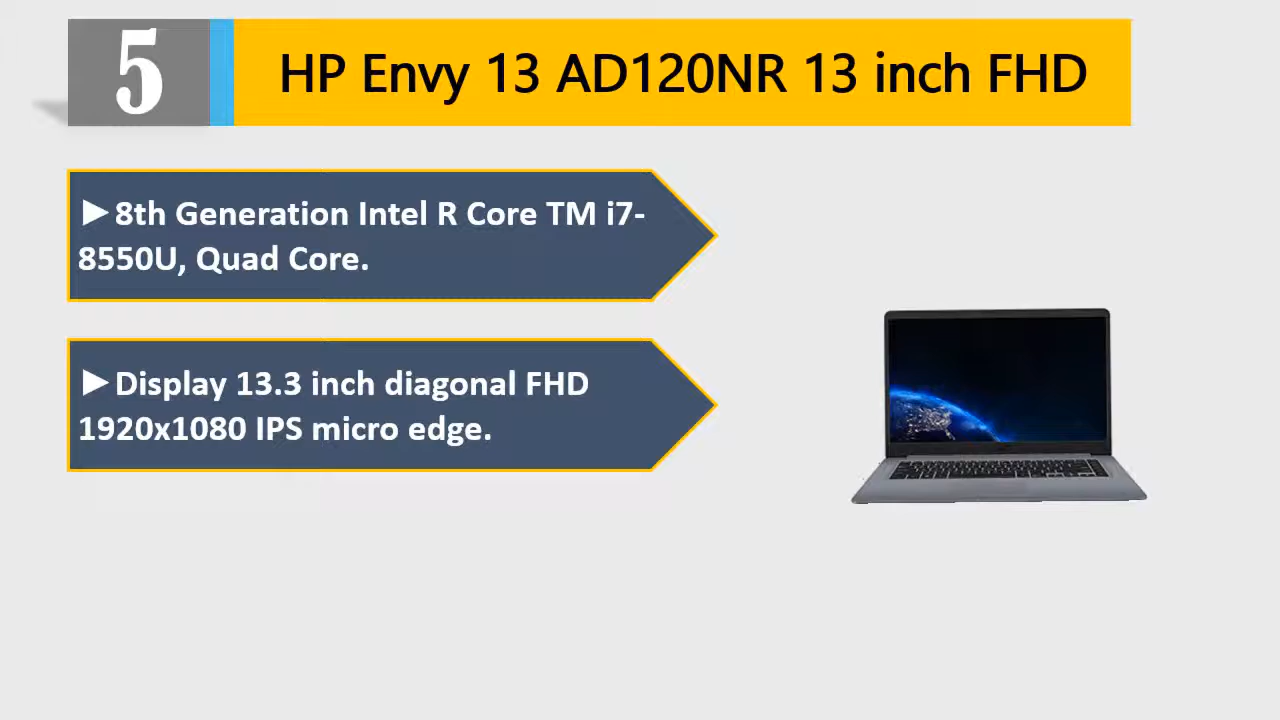 5
HP Envy 13 AD120NR 13 inch FHD
►8th Generation Intel R Core TM i7-
8550U, Quad Core.
►Display 13.3 inch diagonal FHD
1920x1080 IPS micro edge.